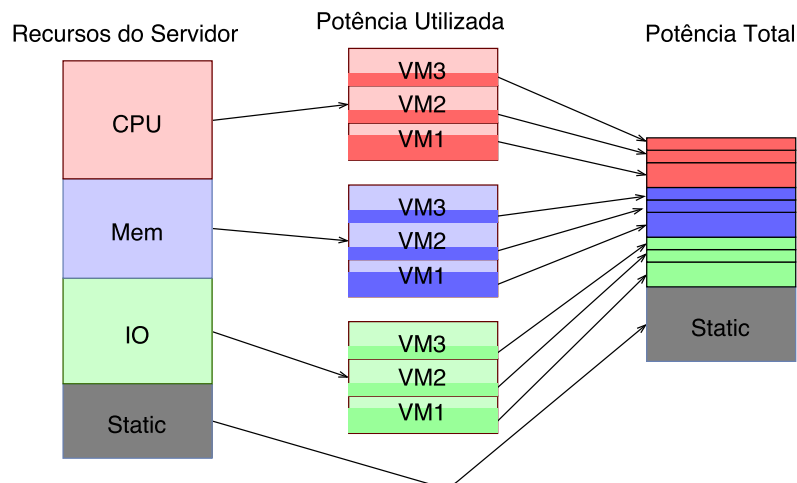 Recursos do Servidor
CPU
Mem
IO
Static
Potência Utilizada
VM3
VM2
VM1
VM3
VM2
VM1
VM3
VM2
VM1
Potência Total
Static